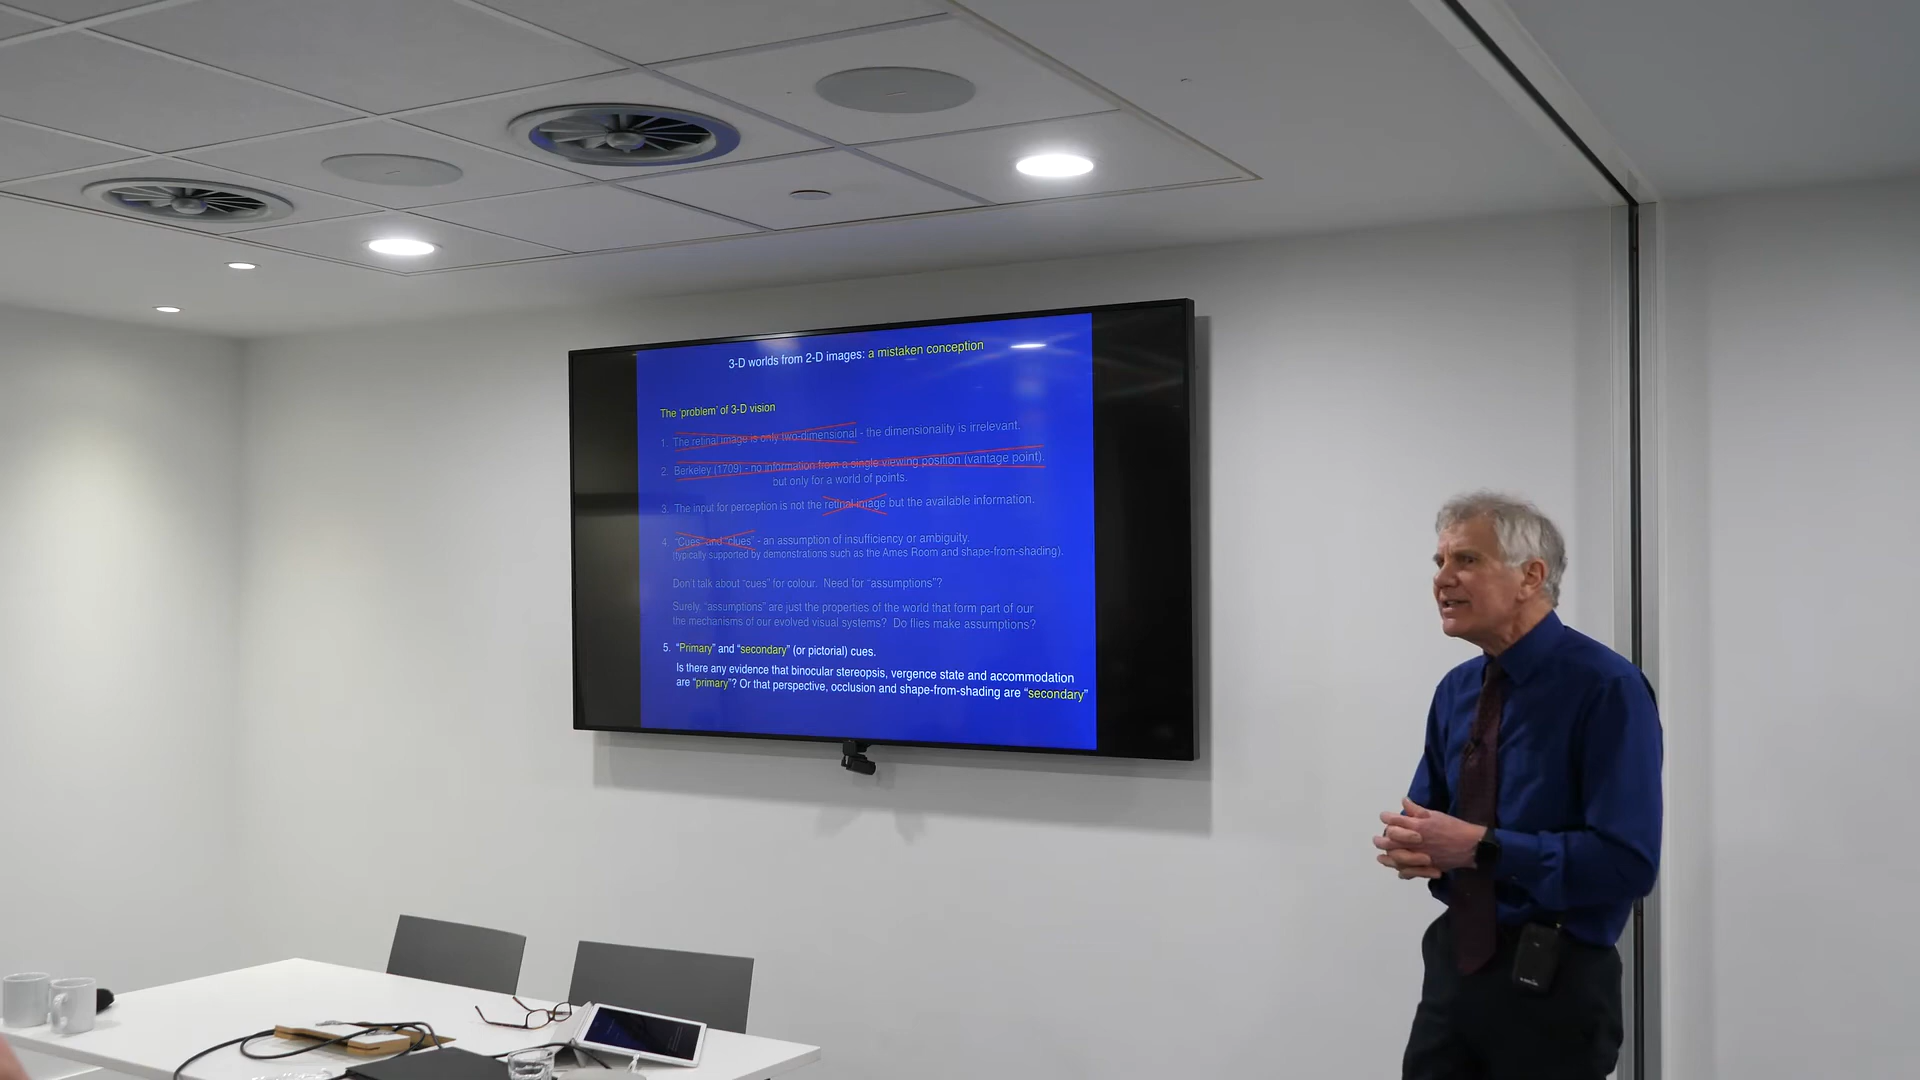 3-D worlds from 2-D images: a mistaken conception
The 'problem' of 3-D vision
1. The retinal image is only two-dimensional - the dimensionality is irrelevant.
2. Berkeley (1709) - no information from a single viewing position (vantage point).
but only for a world of points.
3. The input for perception is not the retinal image but the available information.
4. "Cues" and "clues" - an assumption of insufficiency or ambiguity.
(typically supported by demonstrations such as the Ames Room and shape-from-shading).
Don't talk about "cues" for colour. Need for "assumptions"?
Surely, "assumptions" are just the properties of the world that form part of our
the mechanisms of our evolved visual systems? Do flies make assumptions?
5. "Primary" and "secondary" (or pictorial) cues.
Is there any evidence that binocular stereopsis, vergence state and accommodation
are "primary"? Or that perspective, occlusion and shape-from-shading are "secondary"